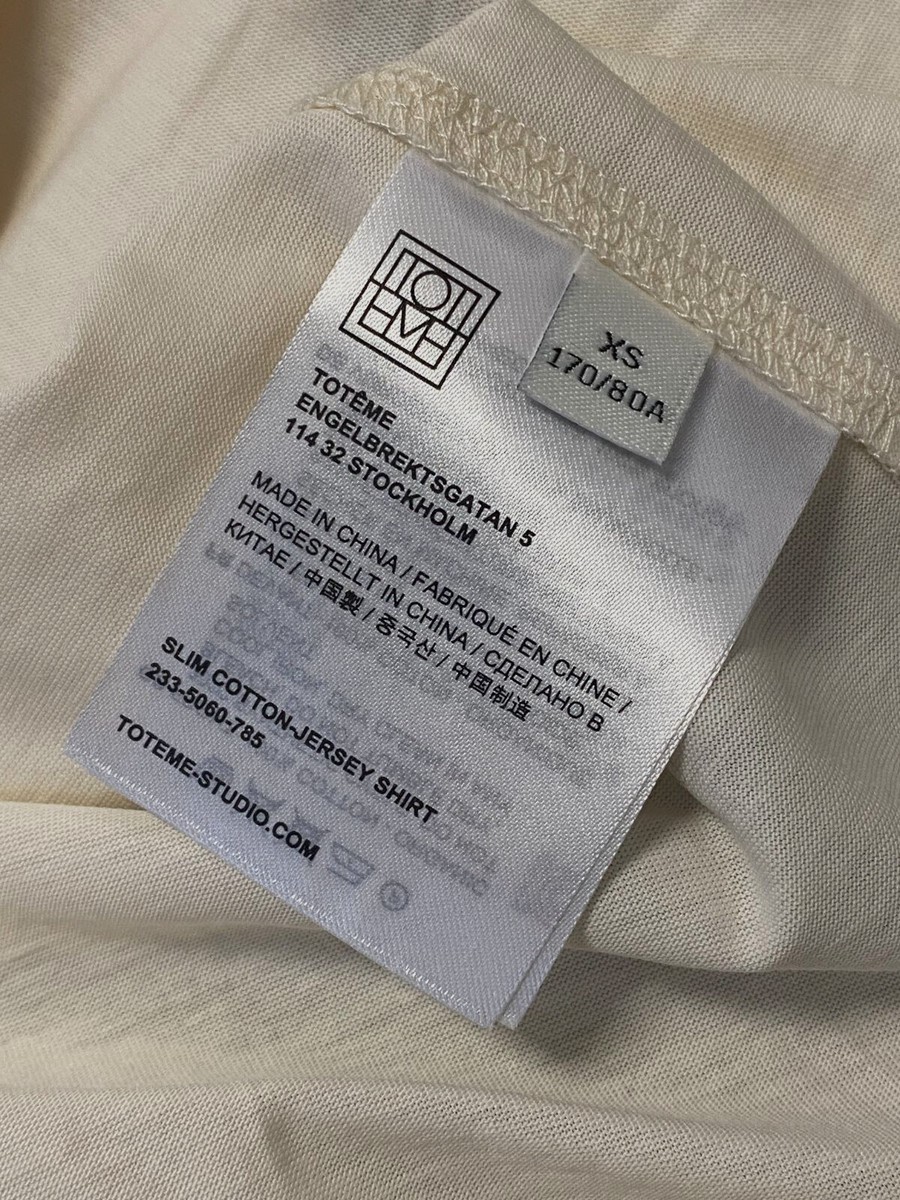 TOTEME
XS
170/80A
TOTÊME
ENGELBREKTSGATAN 5
114 32 STOCKHOLM
MADE IN CHINA / FABRIQUÉ EN CHINE /
HERGESTELLT IN CHINA / СДЕЛАНО В
КИТАЕ / 中国製 / 중국산 / 中国制造
SLIM COTTON-JERSEY SHIRT
233-5060-785
TOTEME-STUDIO.COM